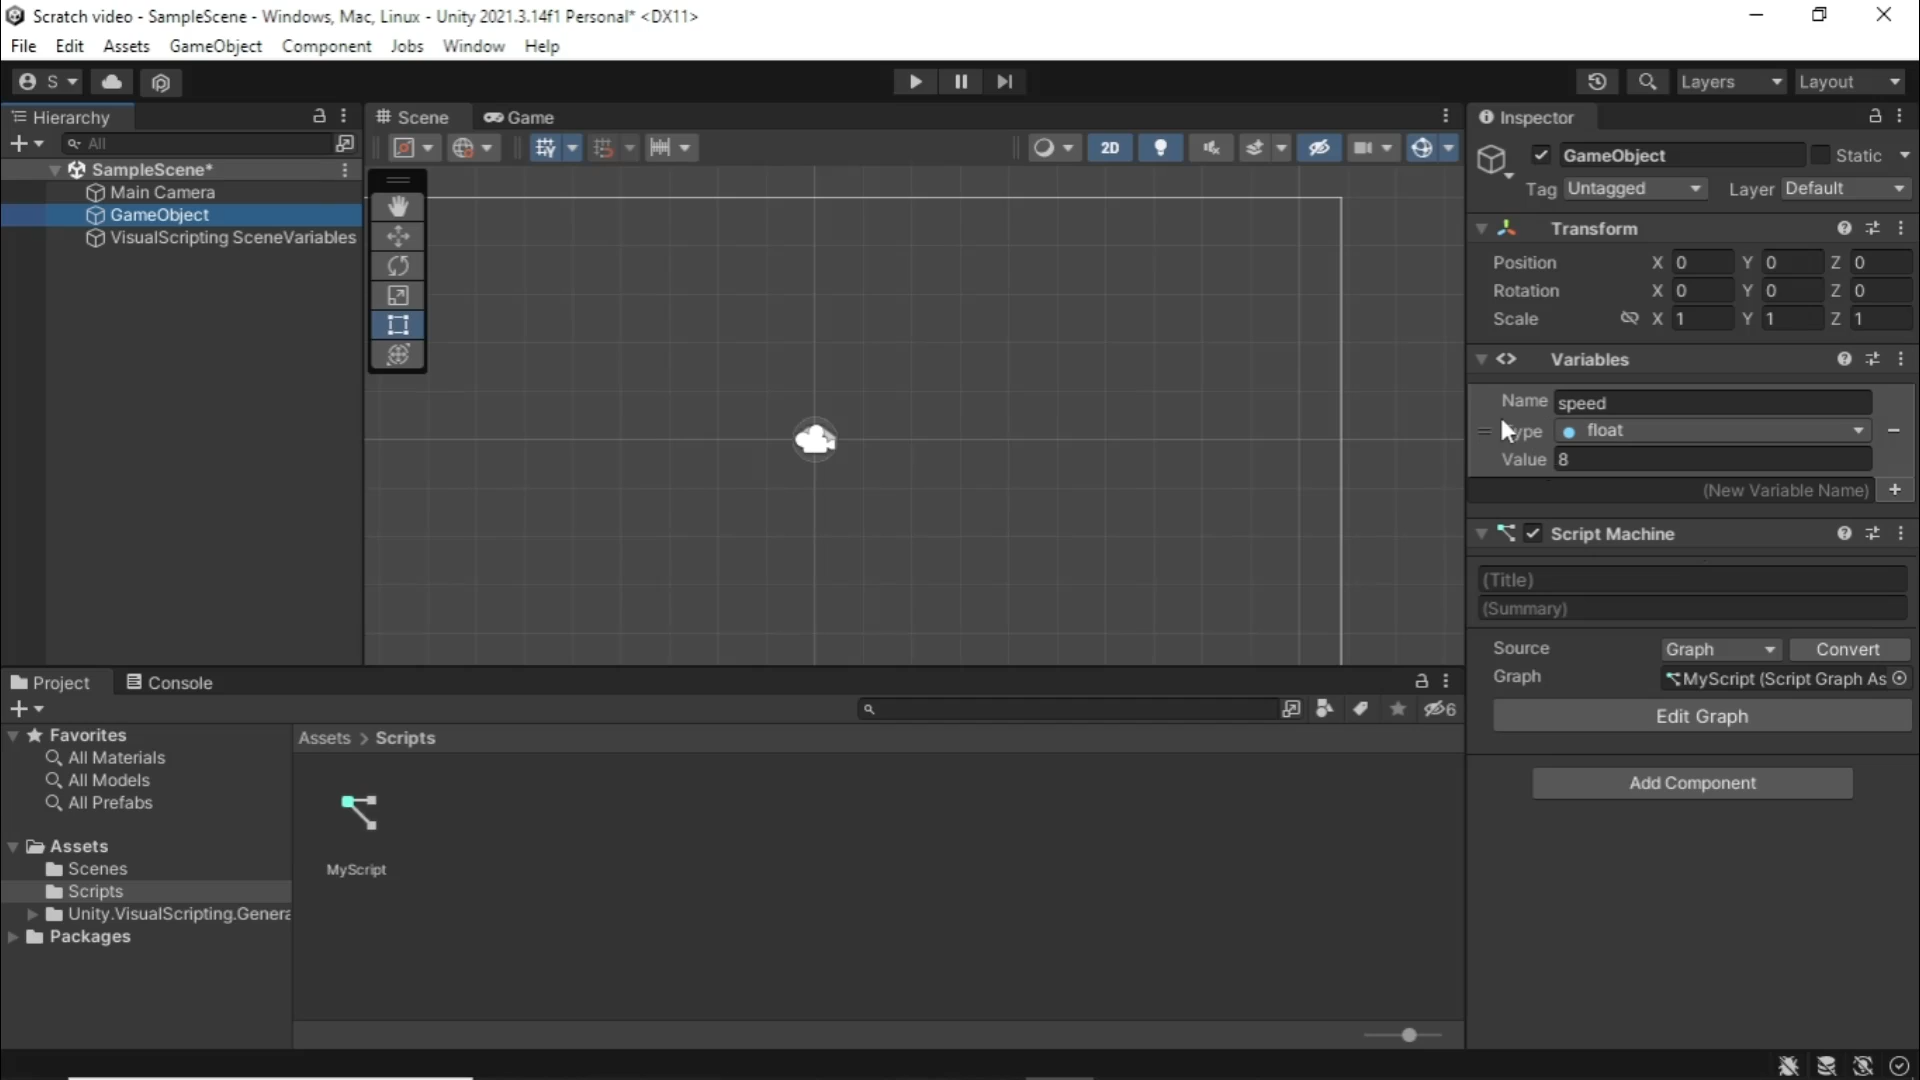 Scratch video - SampleScene - Windows, Mac, Linux - Unity 2021.3.14f1 Personal* <DX11>
File Edit Assets GameObject Component Jobs Window Help
S
Layers
Layout
Hierarchy
Scene
Game
Inspector
All
2D
SampleScene*
Main Camera
GameObject
VisualScripting SceneVariables
GameObject
Static
Tag Untagged
Layer Default
Transform
Position X 0 Y 0 Z 0
Rotation X 0 Y 0 Z 0
Scale X 1 Y 1 Z 1
Variables
Name speed
ype float
Value 8
(New Variable Name)
Script Machine
(Title)
(Summary)
Source Graph Convert
Graph MyScript (Script Graph As
Edit Graph
Add Component
Project
Console
6
Favorites
All Materials
All Models
All Prefabs
Assets
Scenes
Scripts
Unity.VisualScripting.Genera
Packages
Assets > Scripts
MyScript